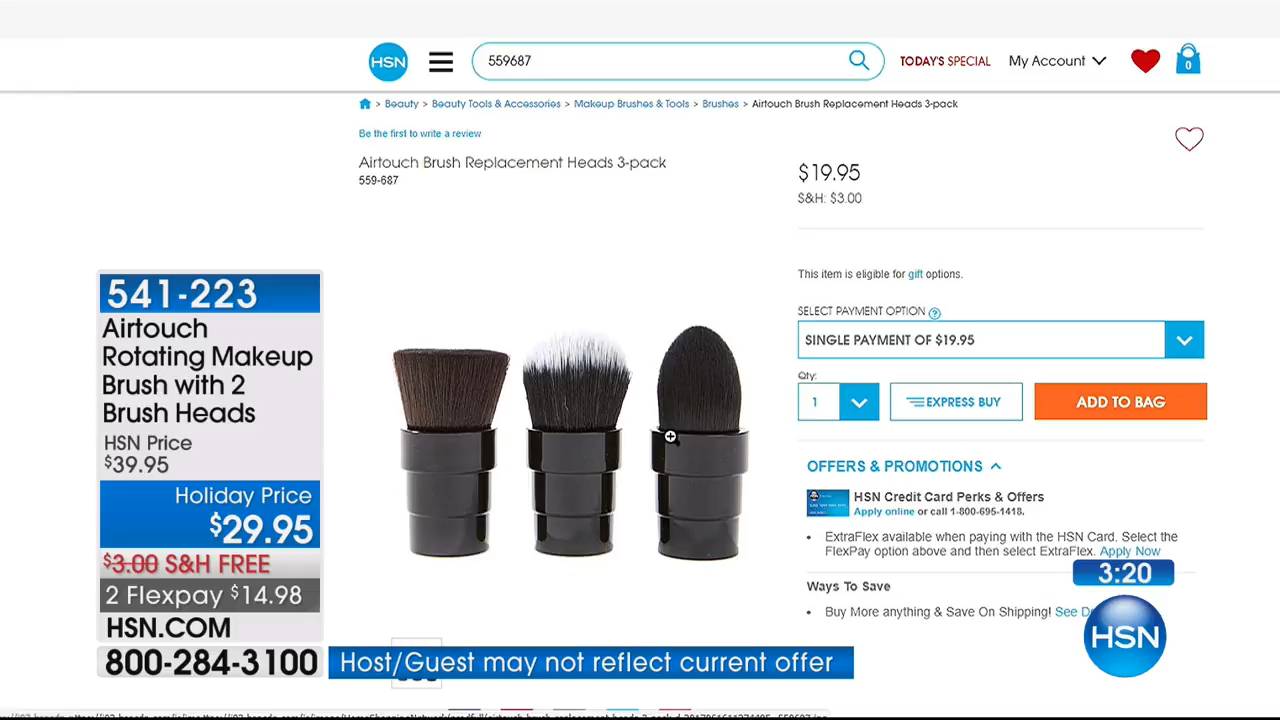 HSN
559687
TODAY'S SPECIAL
My Account
0
> Beauty > Beauty Tools & Accessories > Makeup Brushes & Tools > Brushes > Airtouch Brush Replacement Heads 3-pack
Be the first to write a review
Airtouch Brush Replacement Heads 3-pack
559-687
$19.95
S&H: $3.00
This item is eligible for gift options.
SELECT PAYMENT OPTION ?
SINGLE PAYMENT OF $19.95
Qty:
1
EXPRESS BUY
ADD TO BAG
OFFERS & PROMOTIONS
HSN Credit Card Perks & Offers
Apply online or call 1-800-695-1418.
• ExtraFlex available when paying with the HSN Card. Select the
FlexPay option above and then select ExtraFlex. Apply Now
Ways To Save
• Buy More anything & Save On Shipping! See
541-223
Airtouch
Rotating Makeup
Brush with 2
Brush Heads
HSN Price
$39.95
Holiday Price
$29.95
$3.00 S&H FREE
2 Flexpay $14.98
HSN.COM
800-284-3100
Host/Guest may not reflect current offer
3:20
HSN